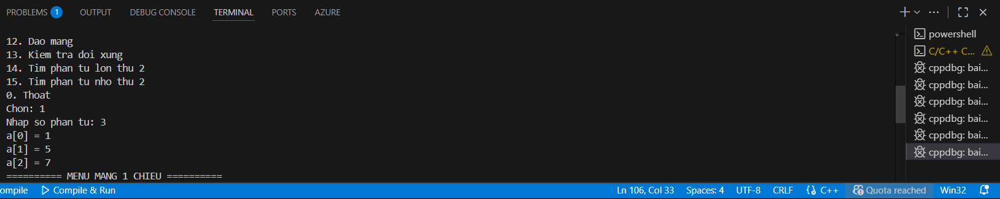 PROBLEMS 1 OUTPUT DEBUG CONSOLE TERMINAL PORTS AZURE
12. Dao mang
13. Kiem tra doi xung
14. Tim phan tu lon thu 2
15. Tim phan tu nho thu 2
0. Thoat
Chon: 1
Nhap so phan tu: 3
a[0] = 1
a[1] = 5
a[2] = 7
========== MENU MANG 1 CHIEU ==========
powershell
C/C++ C...
cppdbg: bai...
cppdbg: bai...
cppdbg: bai...
cppdbg: bai...
cppdbg: bai...
cppdbg: bai...
ompile Compile & Run Ln 106, Col 33 Spaces: 4 UTF-8 CRLF C++ Quota reached Win32